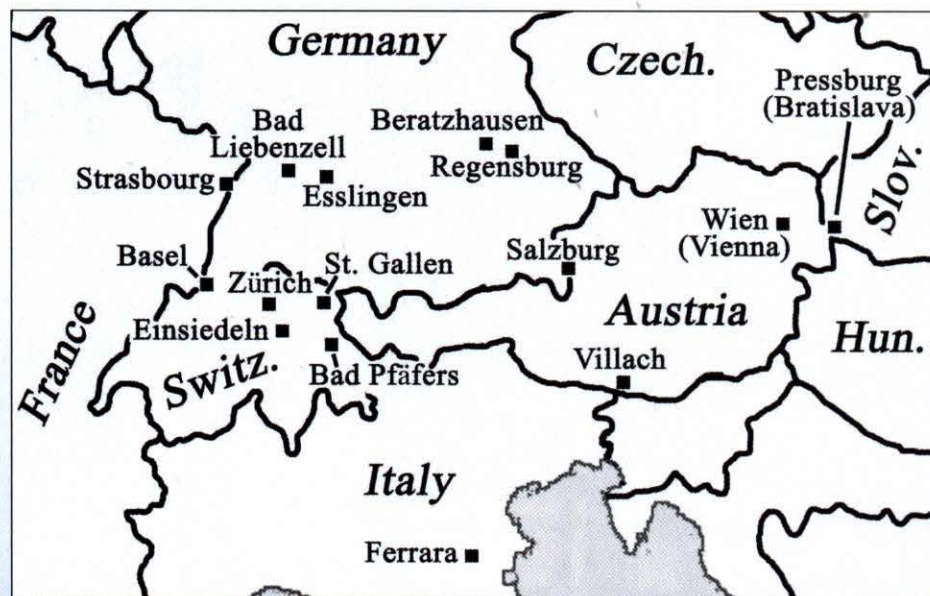 Germany
Czech.
Pressburg
(Bratislava)
Bad
Liebenzell
Beratzhausen
Regensburg
Strasbourg
Esslingen
Slov.
Wien
(Vienna)
Basel
Zürich
St. Gallen
Salzburg
Einsiedeln
Austria
Hun.
France
Switz.
Bad Pfäfers
Villach
Italy
Ferrara